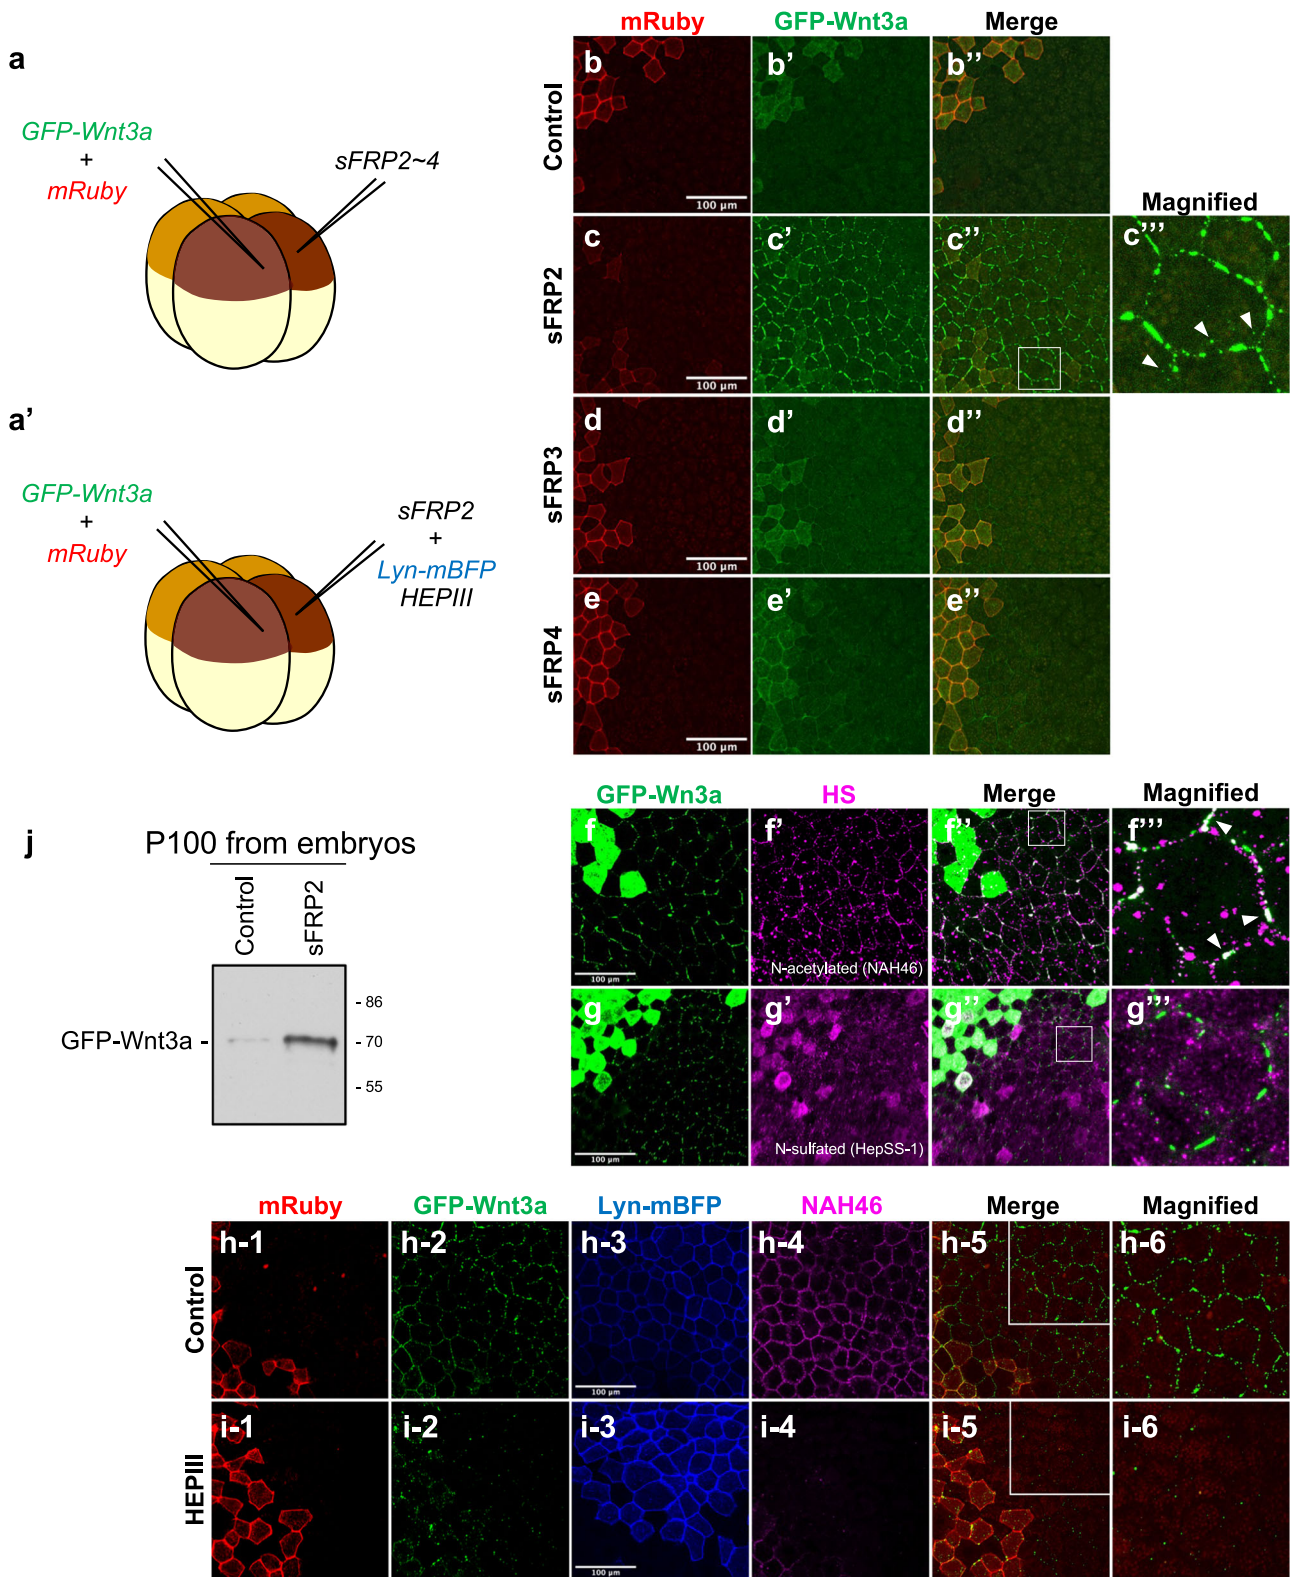 a
GFP-Wnt3a
+
mRuby
sFRP2~4
a'
GFP-Wnt3a
+
mRuby
sFRP2
+
Lyn-mBFP
HEPIII
mRuby GFP-Wnt3a Merge
Control
b b' b''
100 µm
Magnified
sFRP2
c c' c'' c'''
100 µm
sFRP3
d d' d''
100 µm
sFRP4
e e' e''
100 µm
GFP-Wn3a HS Merge Magnified
f f' f'' f'''
100 µm
N-acetylated (NAH46)
g g' g'' g'''
100 µm
N-sulfated (HepSS-1)
j
P100 from embryos
Control
sFRP2
- 86
GFP-Wnt3a - - 70
- 55
mRuby GFP-Wnt3a Lyn-mBFP NAH46 Merge Magnified
Control
h-1 h-2 h-3 h-4 h-5 h-6
100 µm
HEPIII
i-1 i-2 i-3 i-4 i-5 i-6
100 µm